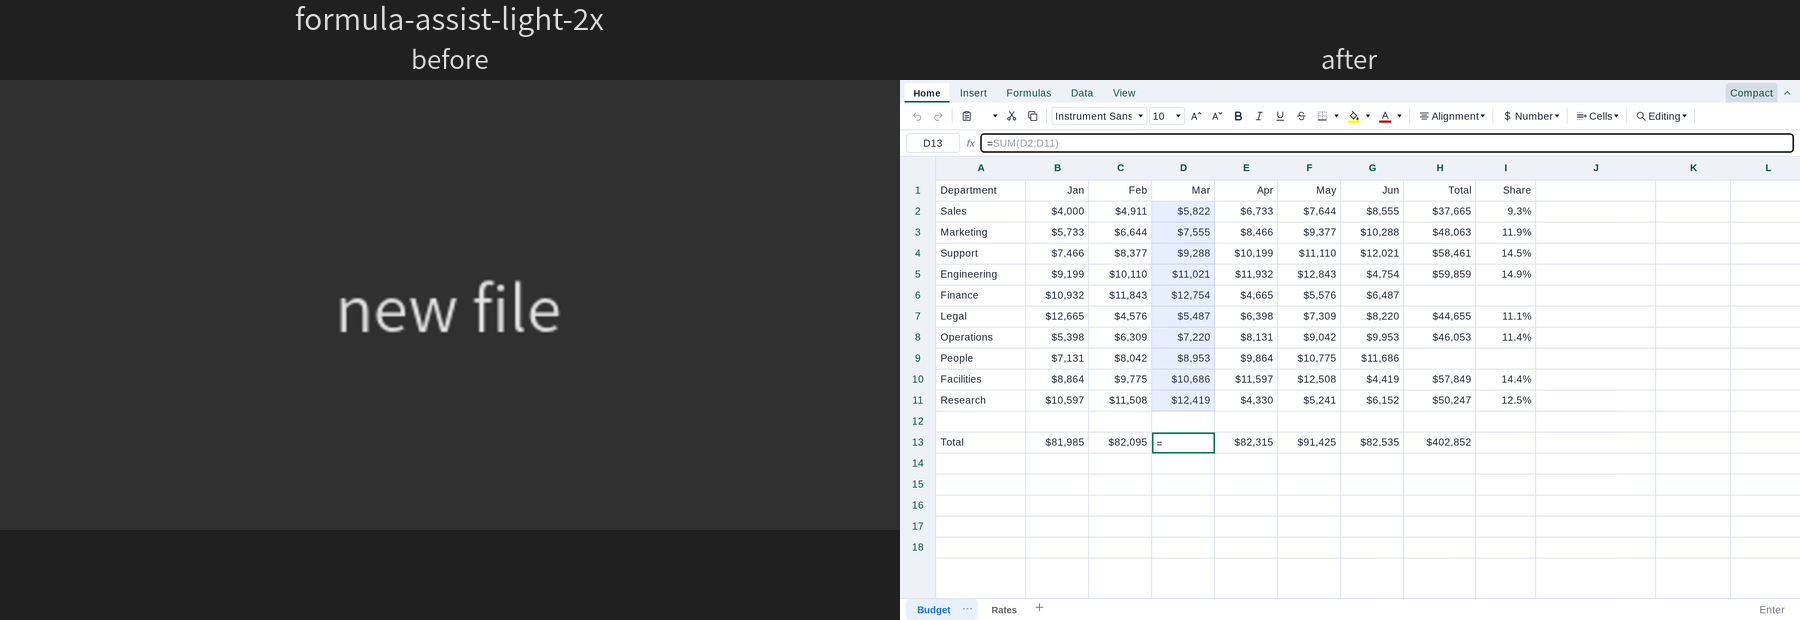 formula-assist-light-2x
before after
new file
Home Insert Formulas Data View Compact
Instrument Sans 10 A A B I U S A Alignment $ Number Cells Editing
D13 fx =SUM(D2:D11)
A B C D E F G H I J K L
1 Department Jan Feb Mar Apr May Jun Total Share
2 Sales $4,000 $4,911 $5,822 $6,733 $7,644 $8,555 $37,665 9.3%
3 Marketing $5,733 $6,644 $7,555 $8,466 $9,377 $10,288 $48,063 11.9%
4 Support $7,466 $8,377 $9,288 $10,199 $11,110 $12,021 $58,461 14.5%
5 Engineering $9,199 $10,110 $11,021 $11,932 $12,843 $4,754 $59,859 14.9%
6 Finance $10,932 $11,843 $12,754 $4,665 $5,576 $6,487
7 Legal $12,665 $4,576 $5,487 $6,398 $7,309 $8,220 $44,655 11.1%
8 Operations $5,398 $6,309 $7,220 $8,131 $9,042 $9,953 $46,053 11.4%
9 People $7,131 $8,042 $8,953 $9,864 $10,775 $11,686
10 Facilities $8,864 $9,775 $10,686 $11,597 $12,508 $4,419 $57,849 14.4%
11 Research $10,597 $11,508 $12,419 $4,330 $5,241 $6,152 $50,247 12.5%
12
13 Total $81,985 $82,095 = $82,315 $91,425 $82,535 $402,852
14
15
16
17
18
Budget ... Rates + Enter